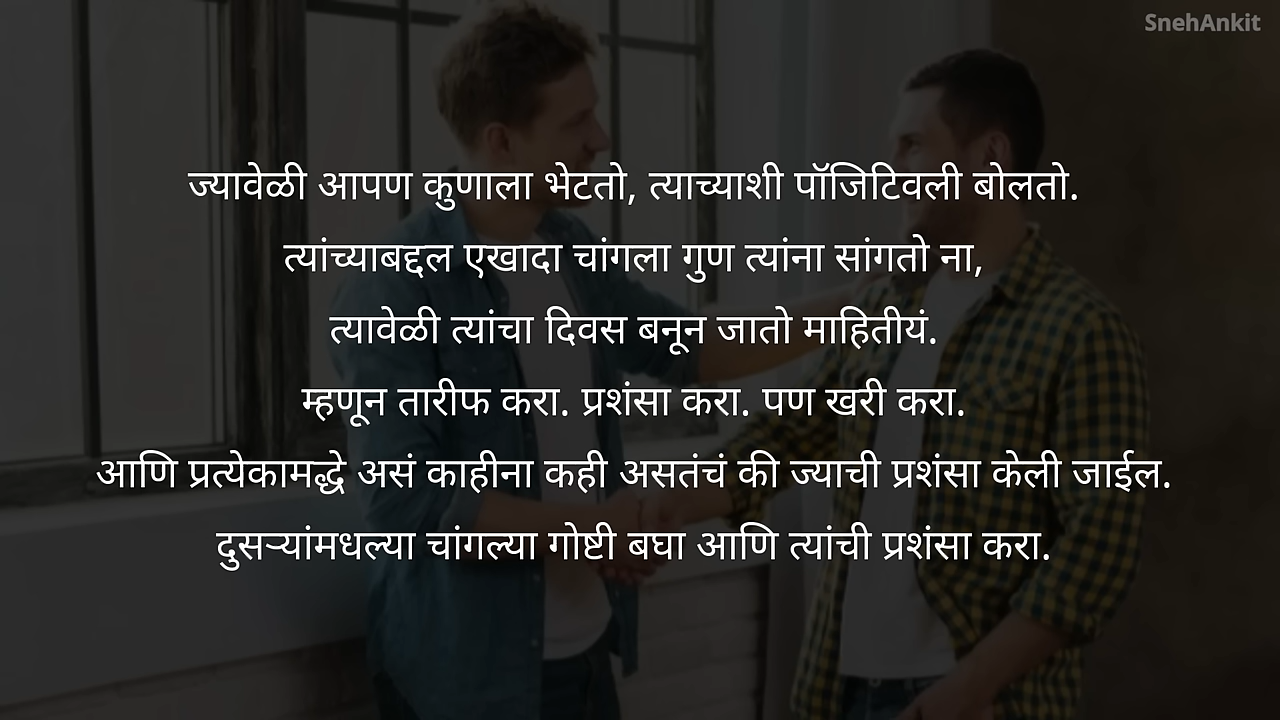 SnehAnkit
ज्यावेळी आपण कुणाला भेटतो, त्याच्याशी पॉजिटिवली बोलतो.
त्यांच्याबद्दल एखादा चांगला गुण त्यांना सांगतो ना,
त्यावेळी त्यांचा दिवस बनून जातो माहितीयं.
म्हणून तारीफ करा. प्रशंसा करा. पण खरी करा.
आणि प्रत्येकामद्धे असं काहीना कही असतंचं की ज्याची प्रशंसा केली जाईल.
दुसऱ्यांमधल्या चांगल्या गोष्टी बघा आणि त्यांची प्रशंसा करा.